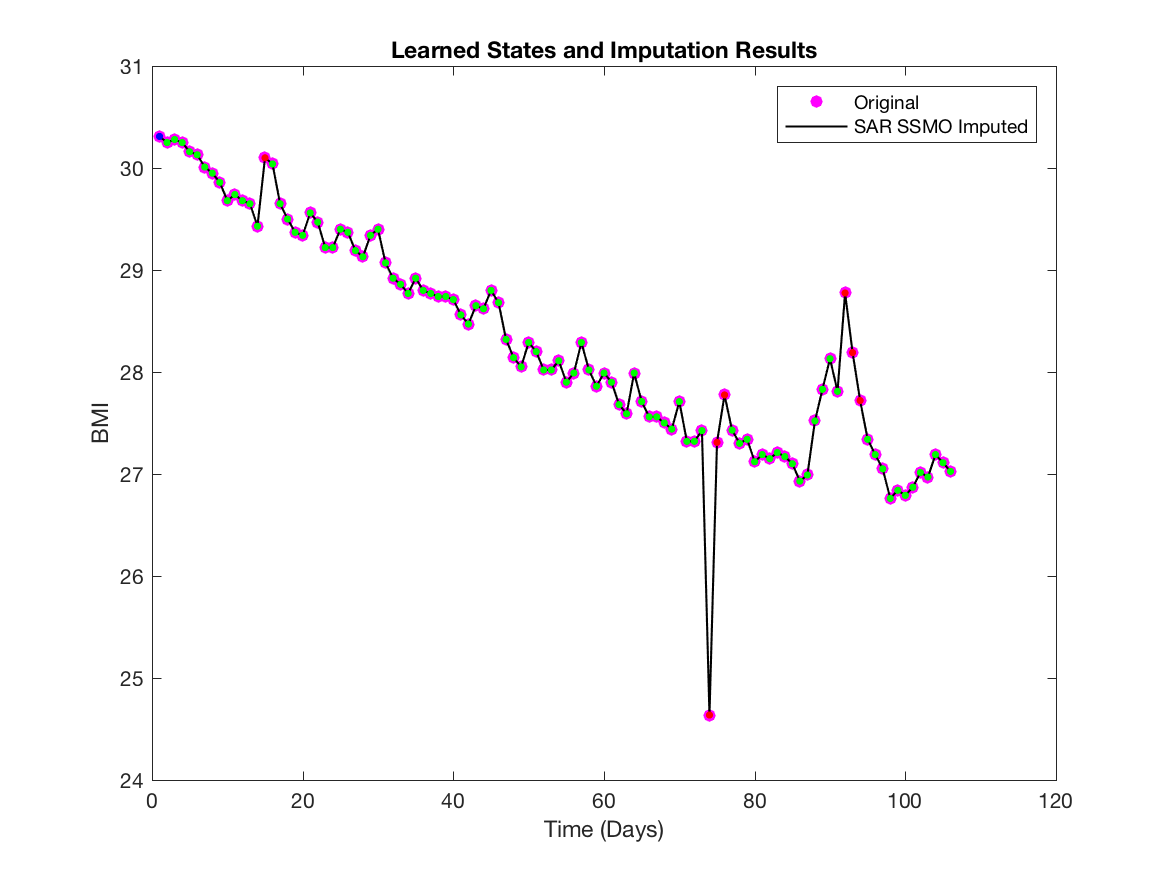 Learned States and Imputation Results
31
30
29
28
27
26
25
24
BMI
Original
SAR SSMO Imputed
0 20 40 60 80 100 120
Time (Days)